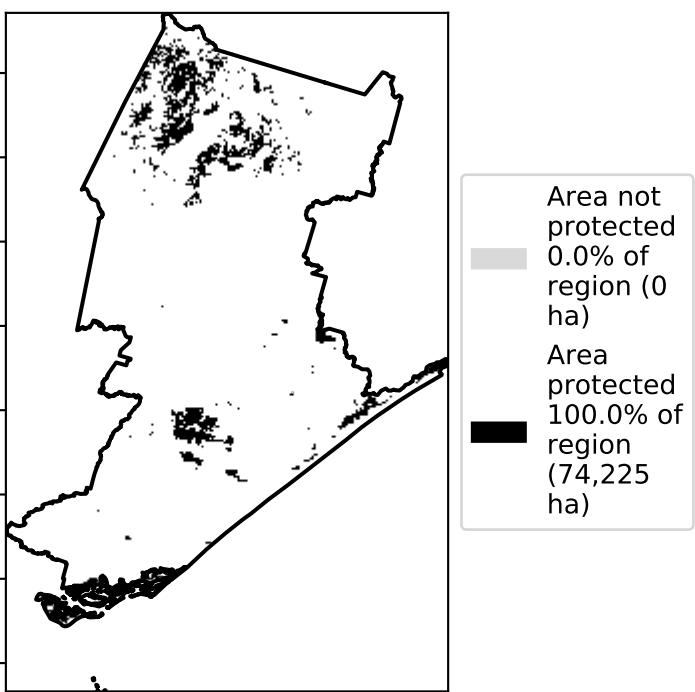 Area not
protected
0.0% of
region (0
ha)
Area
protected
100.0% of
region
(74,225
ha)